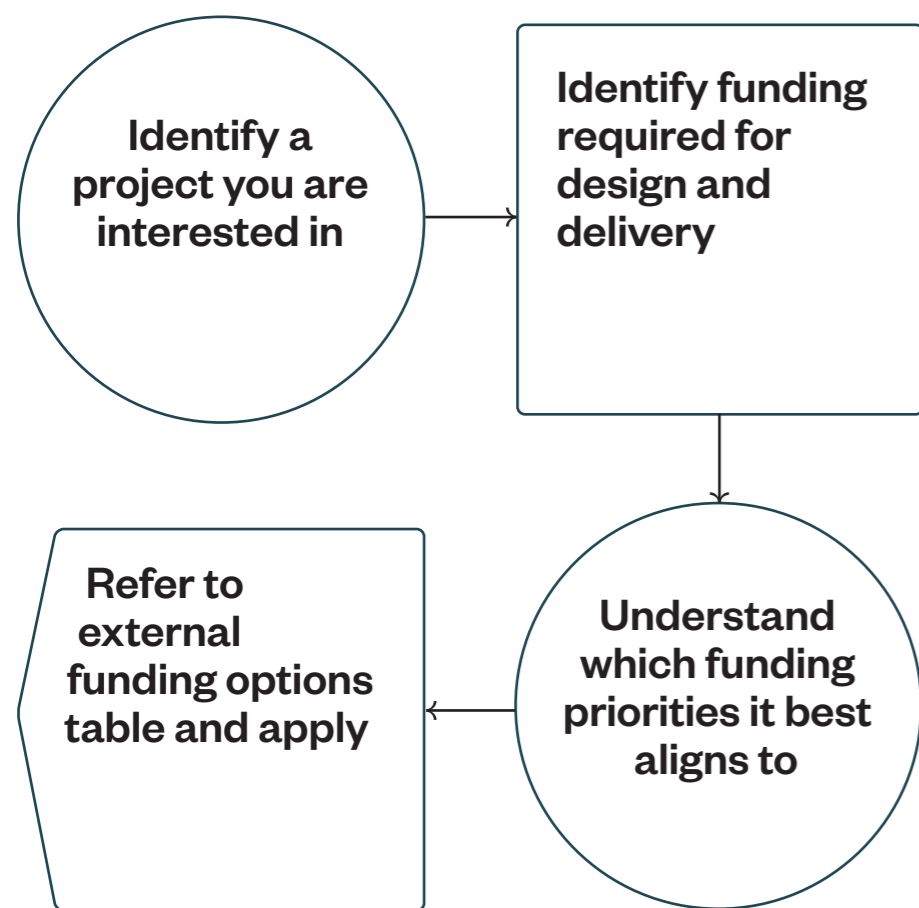 Identify a
project you are
interested in
Identify funding
required for
design and
delivery
Understand
which funding
priorities it best
aligns to
Refer to
external
funding options
table and apply